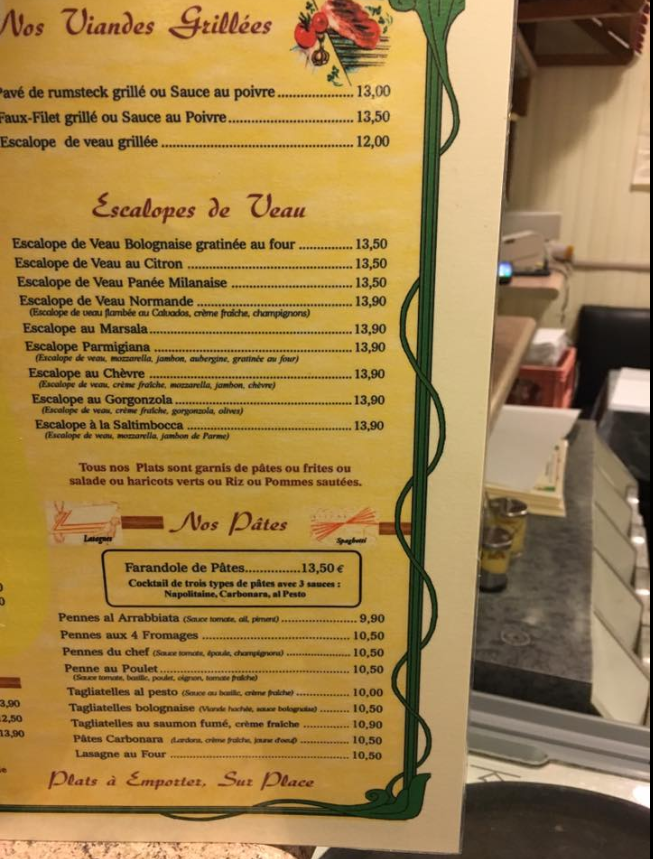 Nos Viandes Grillées
Pavé de rumsteck grillé ou Sauce au poivre ..................... 13,00
Faux-Filet grillé ou Sauce au Poivre..................................... 13,50
Escalope de veau grillée ........................................................ 12,00
Escalopes de Veau
Escalope de Veau Bolognaise gratinée au four .............. 13,50
Escalope de Veau au Citron ............................................. 13,50
Escalope de Veau Panée Milanaise .................................. 13,50
Escalope de Veau Normande .......................................... 13,90
(Escalope de veau flambée au Calvados, crème fraîche, champignons)
Escalope au Marsala........................................................ 13,90
Escalope Parmigiana ....................................................... 13,90
(Escalope de veau, mozzarella, jambon, aubergine, gratinée au four)
Escalope au Chèvre ......................................................... 13,90
(Escalope de veau, crème fraîche, mozzarella, jambon, chèvre)
Escalope au Gorgonzola .................................................. 13,90
(Escalope de veau, crème fraîche, gorgonzola, olives)
Escalope à la Saltimbocca ............................................... 13,90
(Escalope de veau, mozzarella, jambon de Parme)
Tous nos Plats sont garnis de pâtes ou frites ou
salade ou haricots verts ou Riz ou Pommes sautées.
Nos Pâtes
Lasagnes
Spaghetti
Farandole de Pâtes..............13,50 €
Cocktail de trois types de pâtes avec 3 sauces :
Napolitaine, Carbonara, al Pesto
Pennes al Arrabbiata (Sauce tomate, ail, piment) ..................... 9,90
Pennes aux 4 Fromages .................................................. 10,50
Pennes du chef (Sauce tomate, épaule, champignons) ................ 10,50
Penne au Poulet............................................................... 10,50
(Sauce tomate, basilic, poulet, oignon, tomate fraîche)
Tagliatelles al pesto (Sauce au basilic, crème fraîche) ................ 10,00
Tagliatelles bolognaise (Viande hachée, sauce bolognaise) .......... 10,50
Tagliatelles au saumon fumé, crème fraîche .................. 10,90
Pâtes Carbonara (Lardons, crème fraîche, jaune d'oeuf) ............. 10,50
Lasagne au Four ............................................................. 10,50
Plats à Emporter, Sur Place
3,90
2,50
13,90